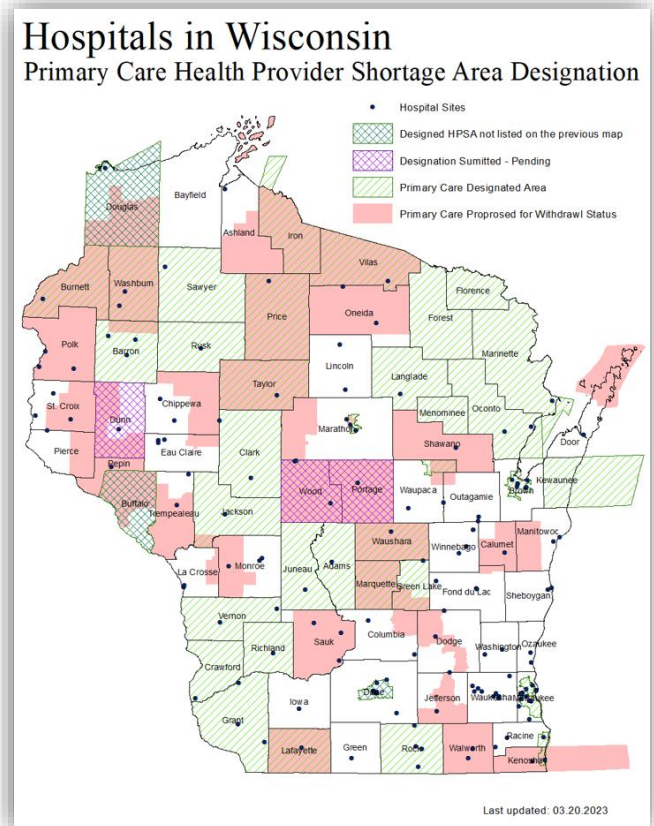 Hospitals in Wisconsin
Primary Care Health Provider Shortage Area Designation
Hospital Sites
Designed HPSA not listed on the previous map
Designation Sumitted - Pending
Primary Care Designated Area
Primary Care Proprosed for Withdrawl Status
Bayfield
Douglas
Ashland
Iron
Vilas
Burnett
Washburn
Sawyer
Florence
Price
Oneida
Forest
Polk
Barron
Rusk
Marinette
Lincoln
Langlade
Taylor
Chippewa
St. Croix
Dunn
Menominee
Oconto
Marathon
Door
Shawano
Pierce
Eau Claire
Clark
Pepin
Kewaunee
Brown
Wood
Portage
Waupaca
Outagamie
Buffalo
Trempealeau
Jackson
Waushara
Manitowoc
Winnebago
Calumet
La Crosse
Monroe
Juneau
Adams
Marquette
Green Lake
Fond du Lac
Sheboygan
Vernon
Columbia
Dodge
Sauk
Washington
Ozaukee
Richland
Crawford
Dane
Jefferson
Waukesha
Milwaukee
Iowa
Grant
Racine
Lafayette
Green
Rock
Walworth
Kenosha
Last updated: 03.20.2023